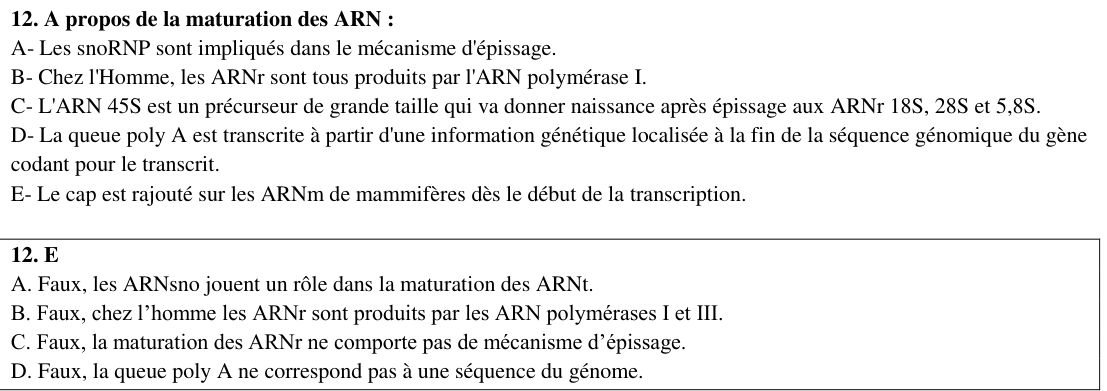 12. A propos de la maturation des ARN :
A- Les snoRNP sont impliqués dans le mécanisme d'épissage.
B- Chez l'Homme, les ARNr sont tous produits par l'ARN polymérase I.
C- L'ARN 45S est un précurseur de grande taille qui va donner naissance après épissage aux ARNr 18S, 28S et 5,8S.
D- La queue poly A est transcrite à partir d'une information génétique localisée à la fin de la séquence génomique du gène
codant pour le transcrit.
E- Le cap est rajouté sur les ARNm de mammifères dès le début de la transcription.
12. E
A. Faux, les ARNsno jouent un rôle dans la maturation des ARNt.
B. Faux, chez l’homme les ARNr sont produits par les ARN polymérases I et III.
C. Faux, la maturation des ARNr ne comporte pas de mécanisme d’épissage.
D. Faux, la queue poly A ne correspond pas à une séquence du génome.